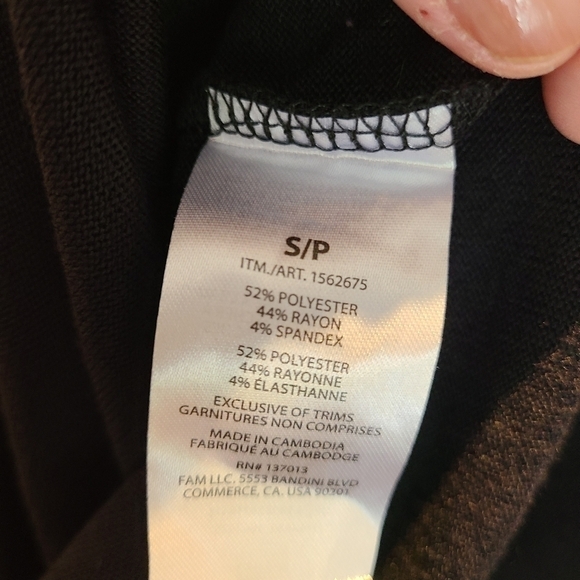 S/P
ITM./ART. 1562675
52% POLYESTER
44% RAYON
4% SPANDEX
52% POLYESTER
44% RAYONNE
4% ÉLASTHANNE
EXCLUSIVE OF TRIMS
GARNITURES NON COMPRISES
MADE IN CAMBODIA
FABRIQUÉ AU CAMBODGE
RN# 137013
FAM LLC. 5553 BANDINI BLVD
COMMERCE, CA. USA 90201